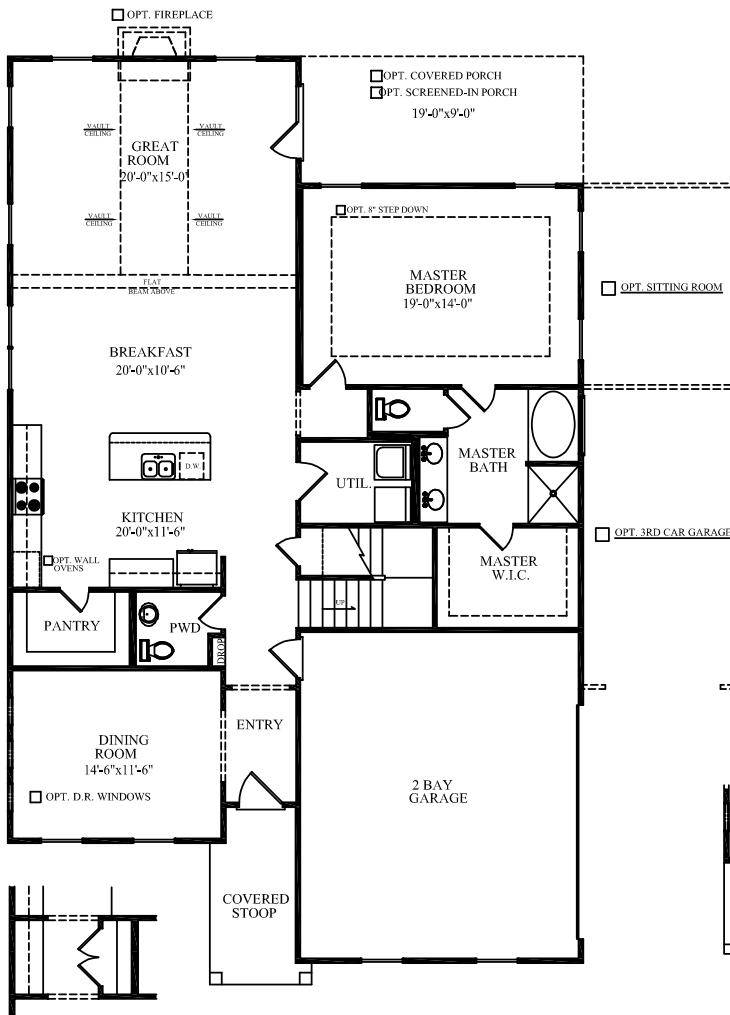 OPT. FIREPLACE
OPT. COVERED PORCH
OPT. SCREENED-IN PORCH
19'-0"x9'-0"
VAULT
CEILING
VAULT
CEILING
GREAT
ROOM
20'-0"x15'-0"
VAULT
CEILING
VAULT
CEILING
OPT. 8" STEP DOWN
MASTER
BEDROOM
19'-0"x14'-0"
FLAT
BEAM ABOVE
OPT. SITTING ROOM
BREAKFAST
20'-0"x10'-6"
MASTER
BATH
D.W.
UTIL.
KITCHEN
20'-0"x11'-6"
OPT. WALL
OVENS
OPT. 3RD CAR GARAGE
MASTER
W.I.C.
UP
PANTRY
PWD
DROP
ENTRY
DINING
ROOM
14'-6"x11'-6"
OPT. D.R. WINDOWS
2 BAY
GARAGE
COVERED
STOOP